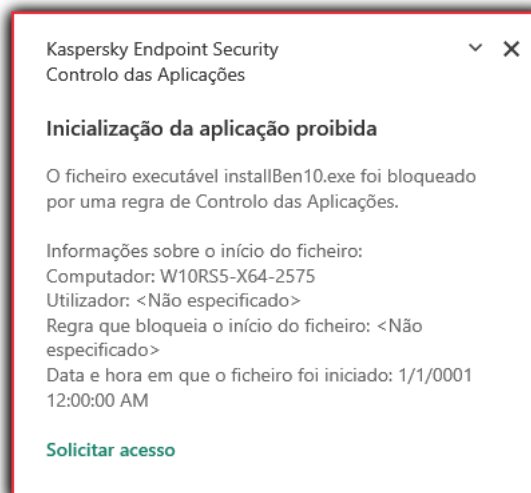 Kaspersky Endpoint Security
Controlo das Aplicações
Inicialização da aplicação proibida
O ficheiro executável installBen10.exe foi bloqueado
por uma regra de Controlo das Aplicações.
Informações sobre o início do ficheiro:
Computador: W10RS5-X64-2575
Utilizador: <Não especificado>
Regra que bloqueia o início do ficheiro: <Não
especificado>
Data e hora em que o ficheiro foi iniciado: 1/1/0001
12:00:00 AM
Solicitar acesso